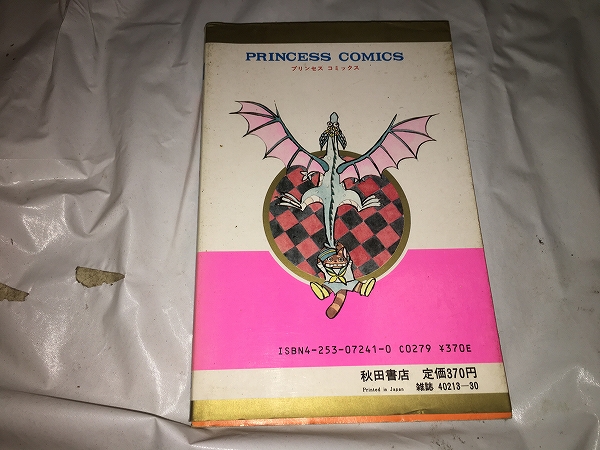 PRINCESS COMICS
プリンセス コミックス
ISBN4-253-07241-0 C0279 ¥370E
秋田書店 定価370円
Printed in Japan 雑誌 40213-30